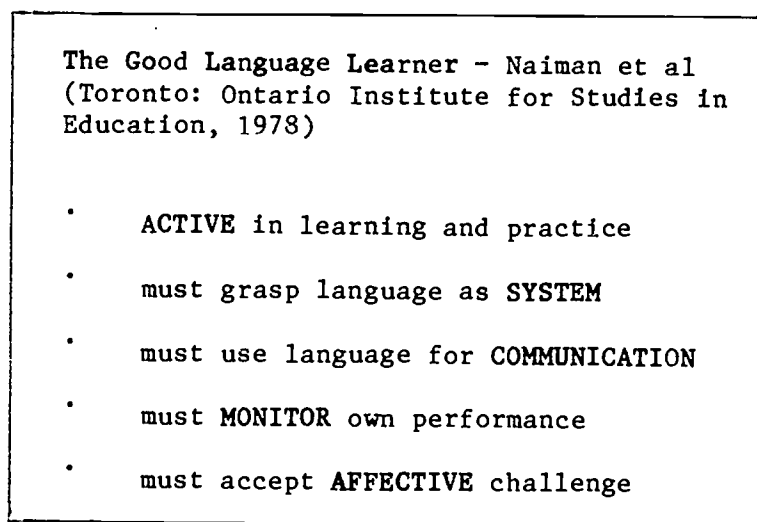 The Good Language Learner - Naiman et al
(Toronto: Ontario Institute for Studies in
Education, 1978)
· ACTIVE in learning and practice
· must grasp language as SYSTEM
· must use language for COMMUNICATION
· must MONITOR own performance
· must accept AFFECTIVE challenge